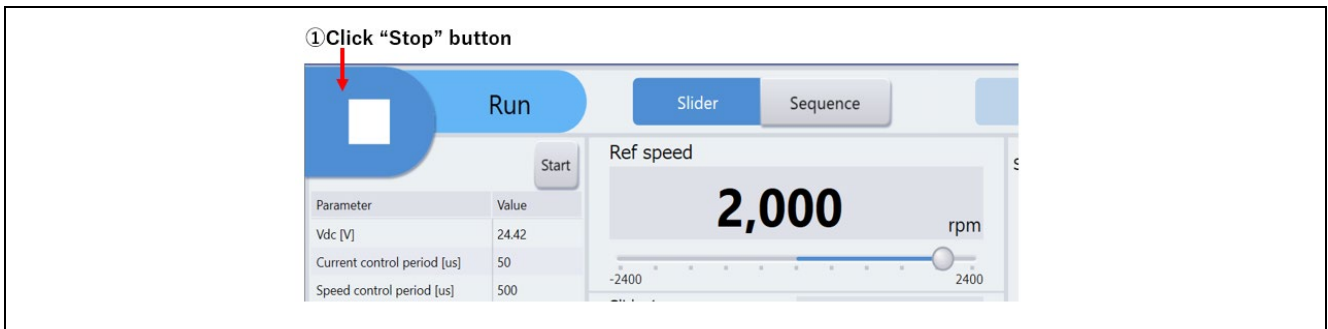 ①Click “Stop” button
Run
Slider
Sequence
Start
Parameter Value
Vdc [V] 24.42
Current control period [us] 50
Speed control period [us] 500
Ref speed
2,000
rpm
-2400 2400